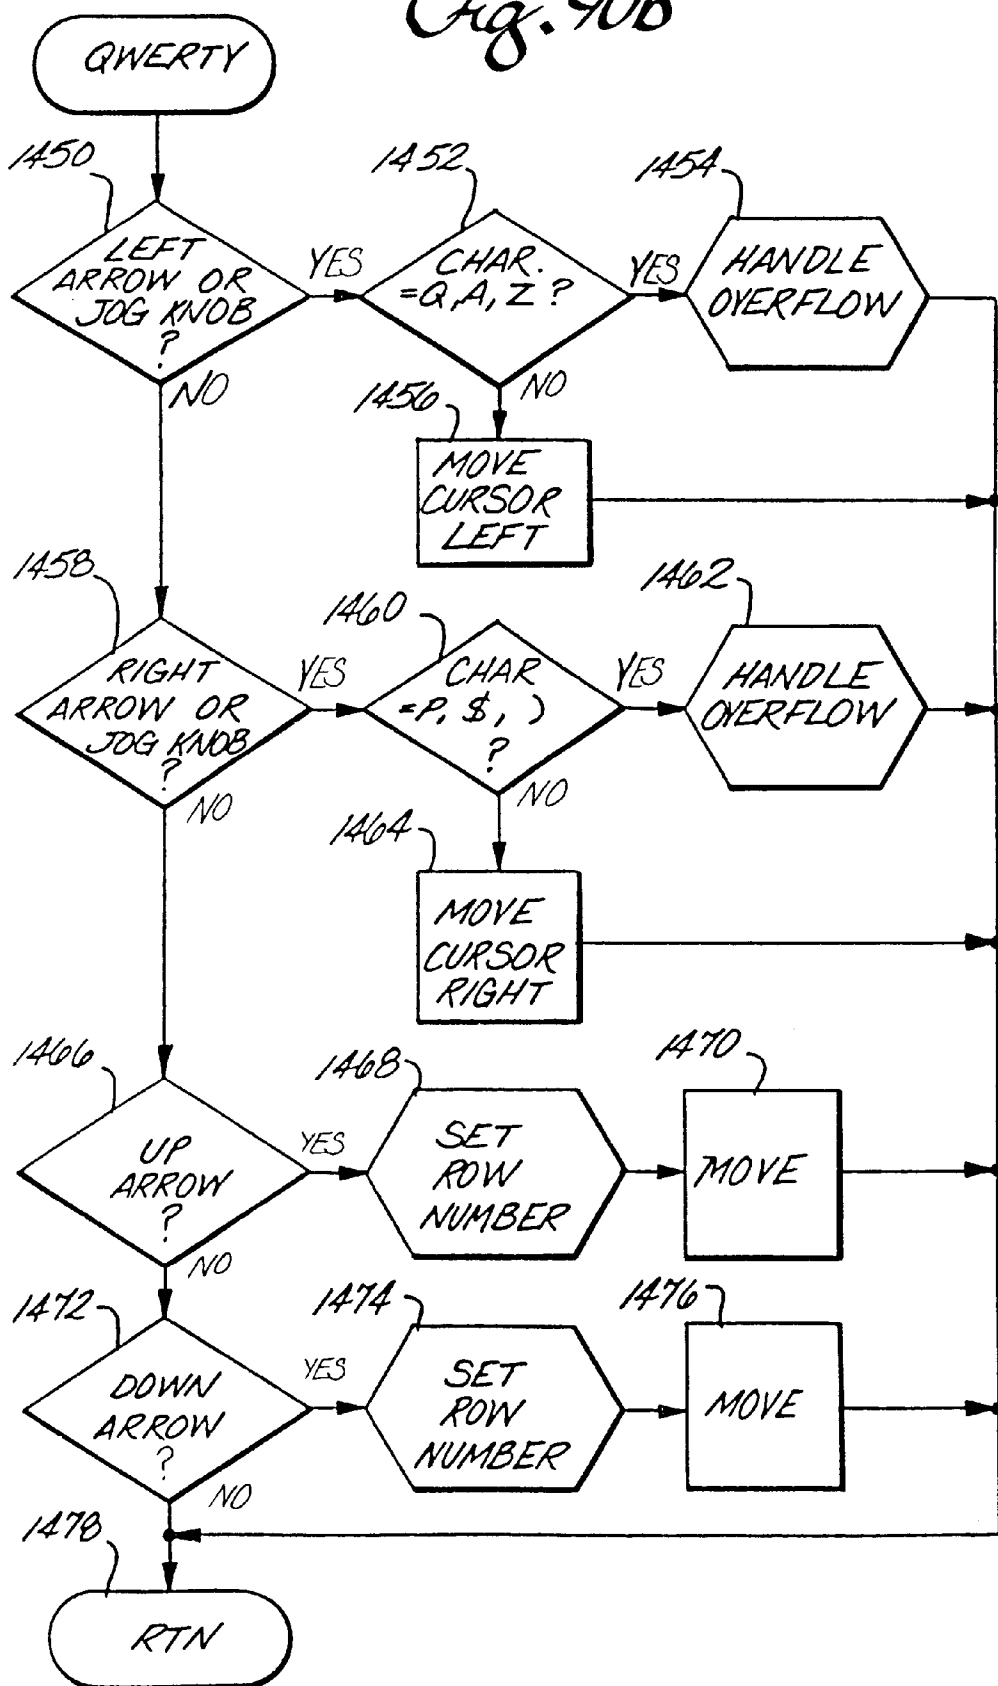 Fig. 40b
QWERTY
1450
LEFT
ARROW OR
JOG KNOB
?
YES
NO
1452
CHAR.
=Q,A,Z ?
YES
NO
1454
HANDLE
OVERFLOW
1456
MOVE
CURSOR
LEFT
1458
RIGHT
ARROW OR
JOG KNOB
?
YES
NO
1460
CHAR
=P, $, )
?
YES
NO
1462
HANDLE
OVERFLOW
1464
MOVE
CURSOR
RIGHT
1466
UP
ARROW
?
YES
NO
1468
SET
ROW
NUMBER
1470
MOVE
1472
DOWN
ARROW
?
YES
NO
1474
SET
ROW
NUMBER
1476
MOVE
1478
RTN